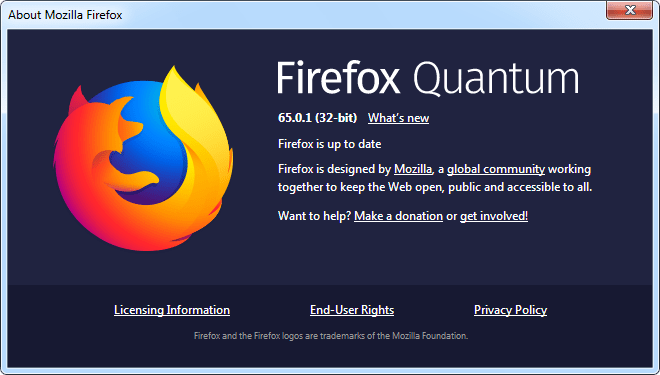 About Mozilla Firefox
Firefox Quantum
65.0.1 (32-bit) What's new
Firefox is up to date
Firefox is designed by Mozilla, a global community working
together to keep the Web open, public and accessible to all.
Want to help? Make a donation or get involved!
Licensing Information End-User Rights Privacy Policy
Firefox and the Firefox logos are trademarks of the Mozilla Foundation.